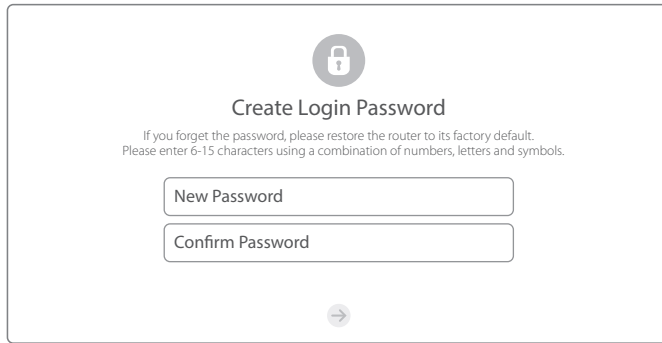 Create Login Password
If you forget the password, please restore the router to its factory default.
Please enter 6-15 characters using a combination of numbers, letters and symbols.
New Password
Confirm Password